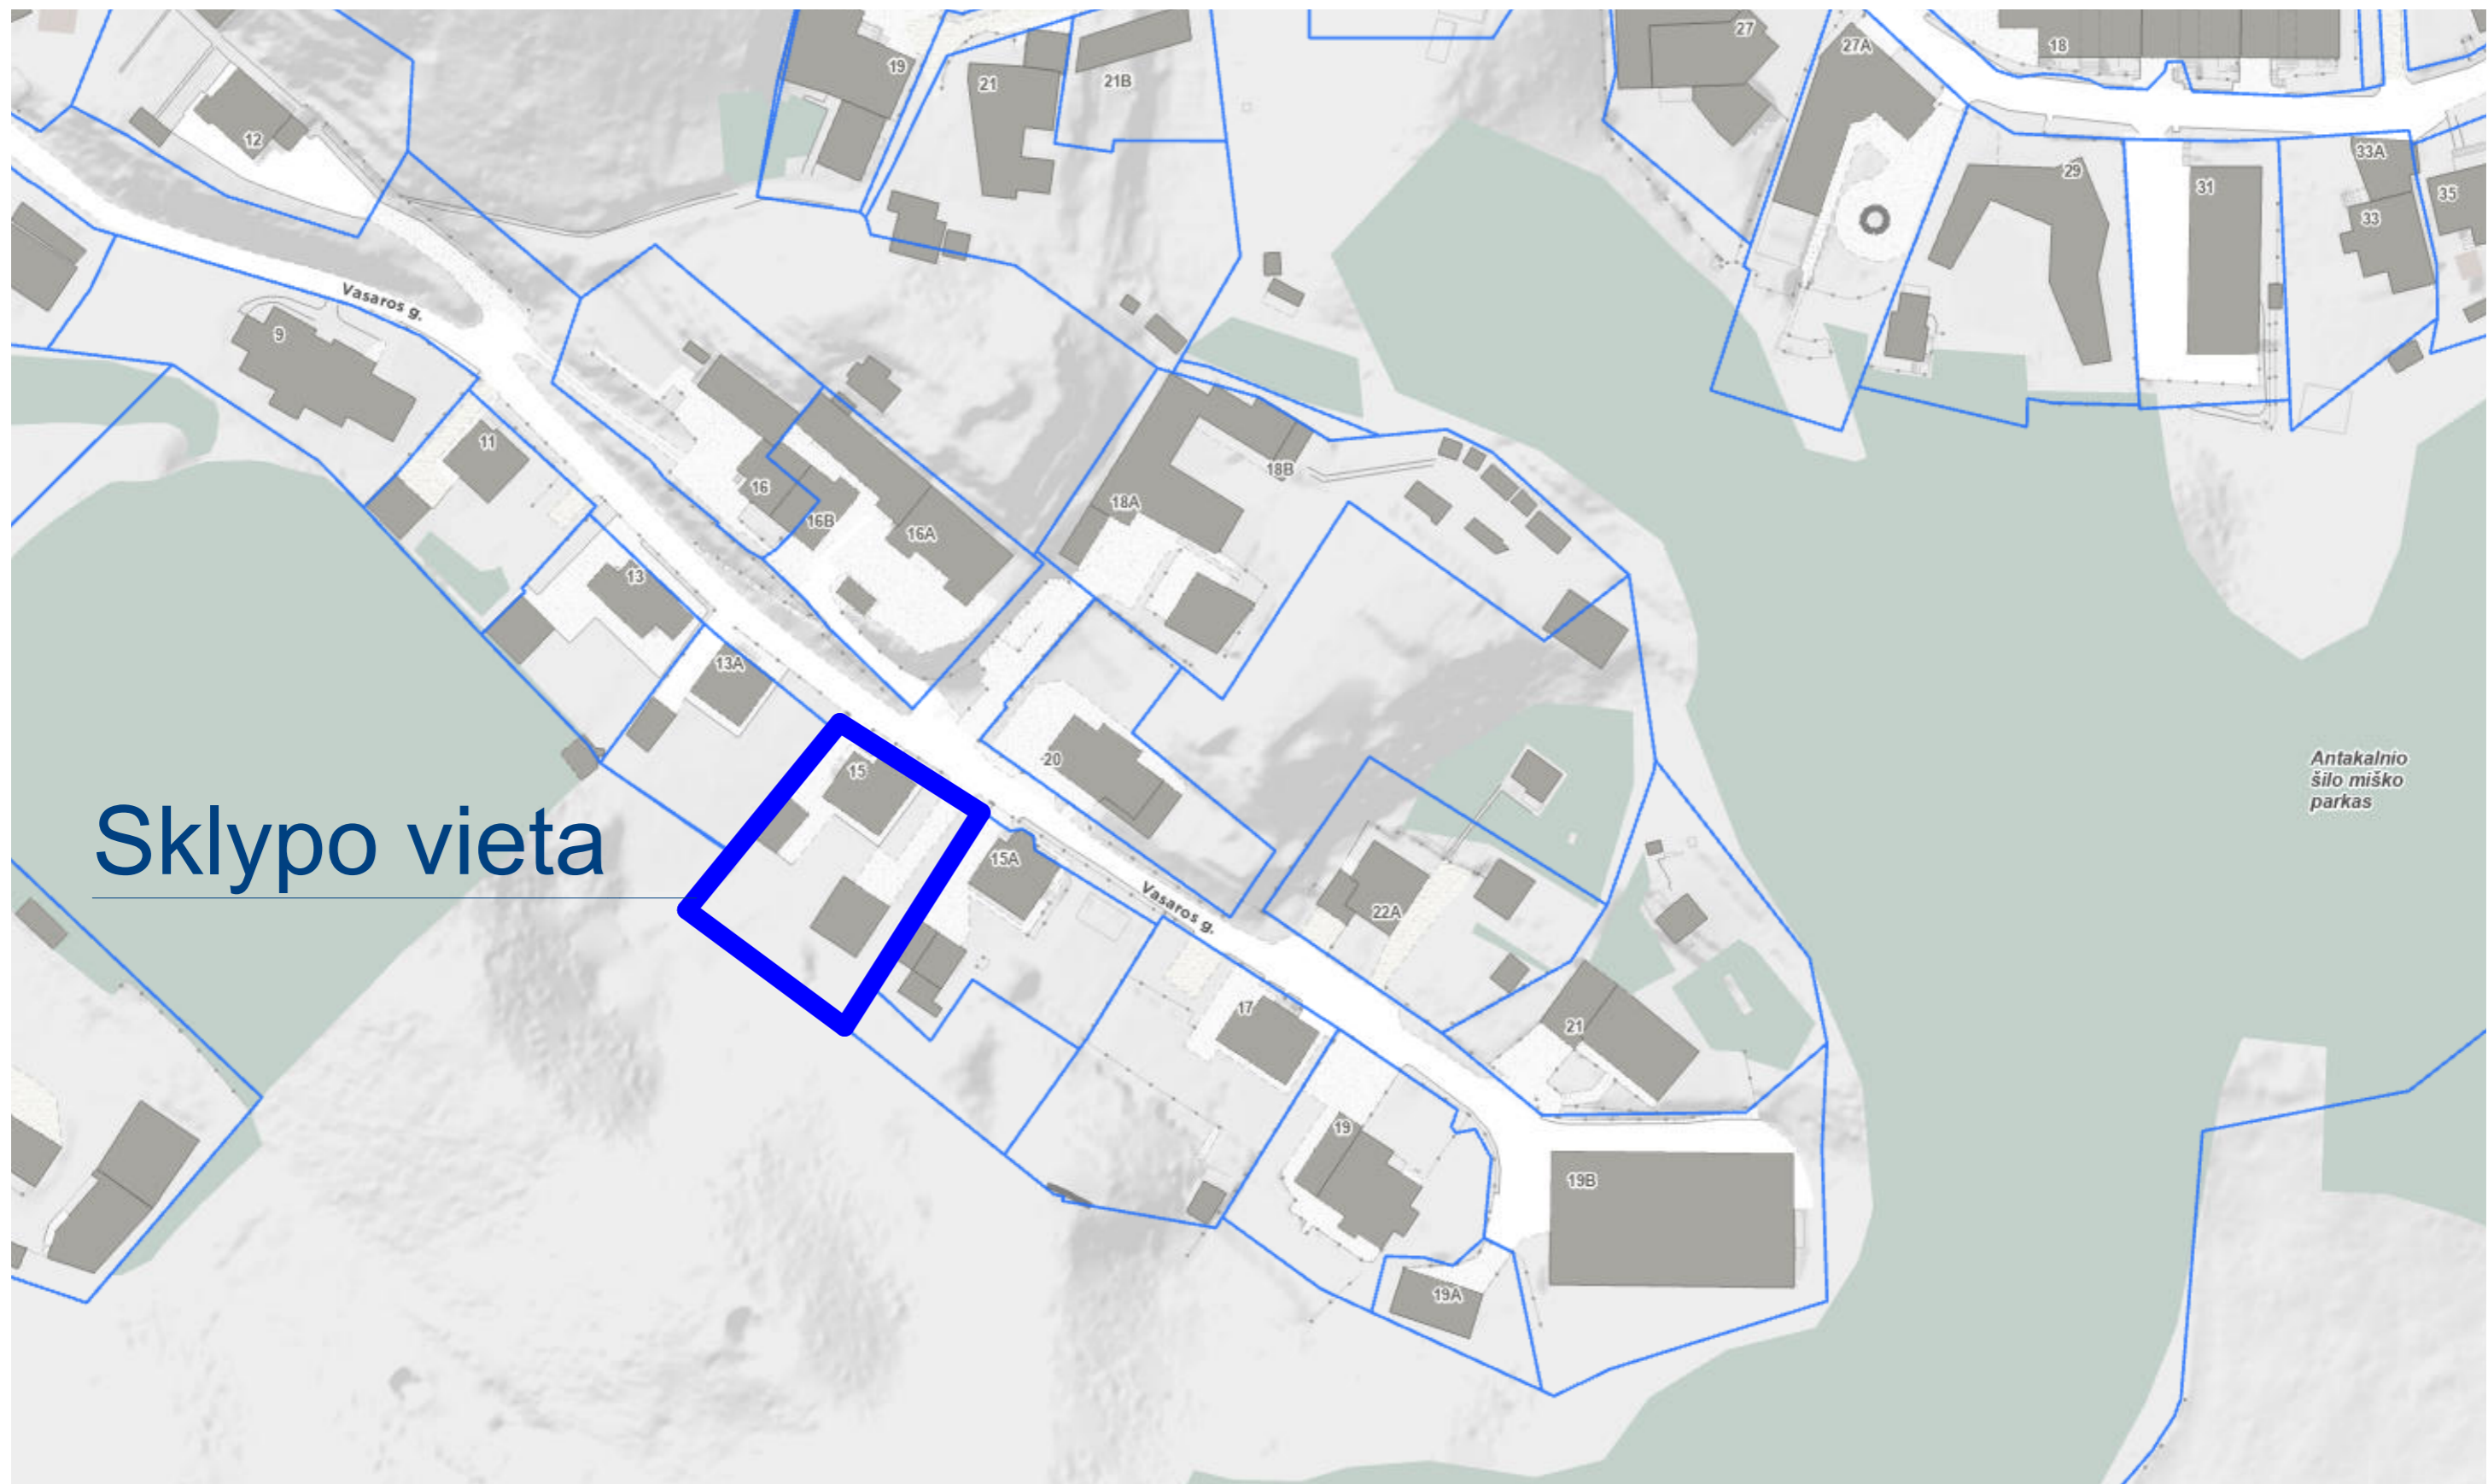 27
27A
18
19
21
21B
12
33A
29
31
35
33
Vasaros g.
9
11
18B
16
18A
16B
16A
13
13A
20
15
Antakalnio
šilo miško
parkas
Sklypo vieta
15A
Vasaros g.
22A
17
21
19
19B
19A